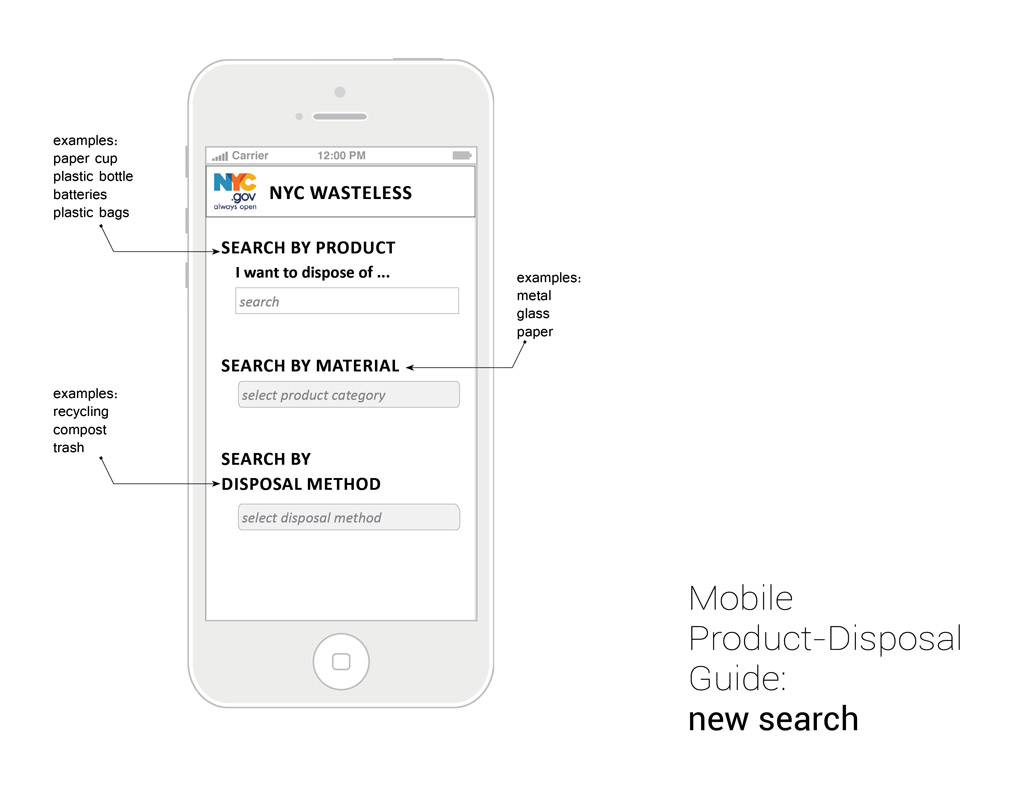 examples:
paper cup
plastic bottle
batteries
plastic bags
Carrier
12:00 PM
NYC
.gov
always open
NYC WASTELESS
SEARCH BY PRODUCT
I want to dispose of ...
search
examples:
metal
glass
paper
SEARCH BY MATERIAL
select product category
examples:
recycling
compost
trash
SEARCH BY
DISPOSAL METHOD
select disposal method
Mobile
Product-Disposal
Guide:
new search